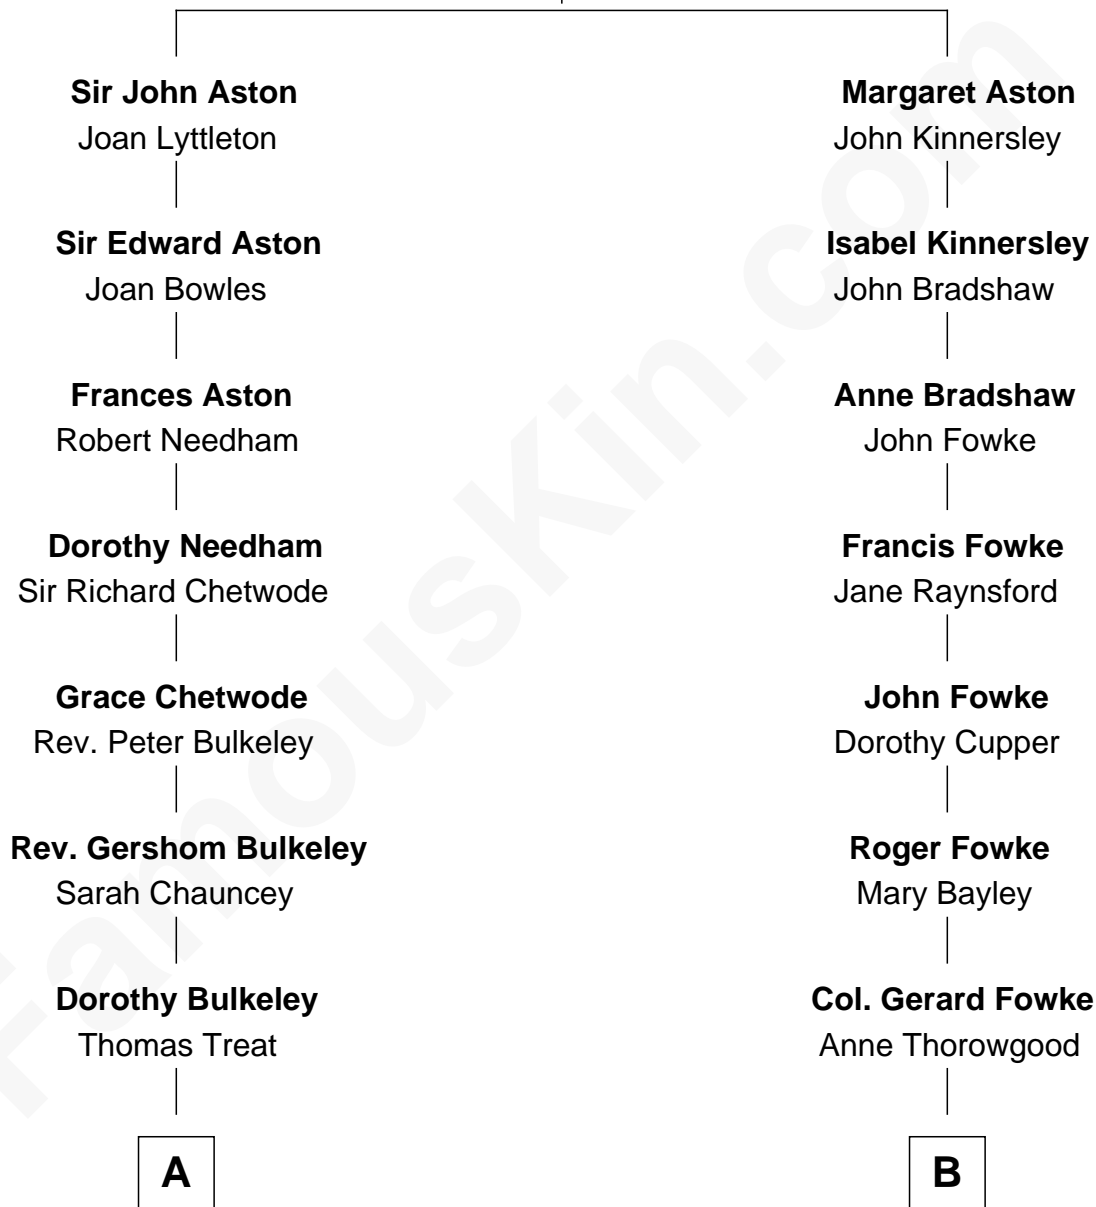 Sir John Aston
Joan Lyttleton
Margaret Aston
John Kinnersley
Sir Edward Aston
Joan Bowles
Isabel Kinnersley
John Bradshaw
Frances Aston
Robert Needham
Anne Bradshaw
John Fowke
Dorothy Needham
Sir Richard Chetwode
Francis Fowke
Jane Raynsford
Grace Chetwode
Rev. Peter Bulkeley
John Fowke
Dorothy Cupper
Rev. Gershom Bulkeley
Sarah Chauncey
Roger Fowke
Mary Bayley
Dorothy Bulkeley
Thomas Treat
Col. Gerard Fowke
Anne Thorowgood
A
B
FamousKin.com